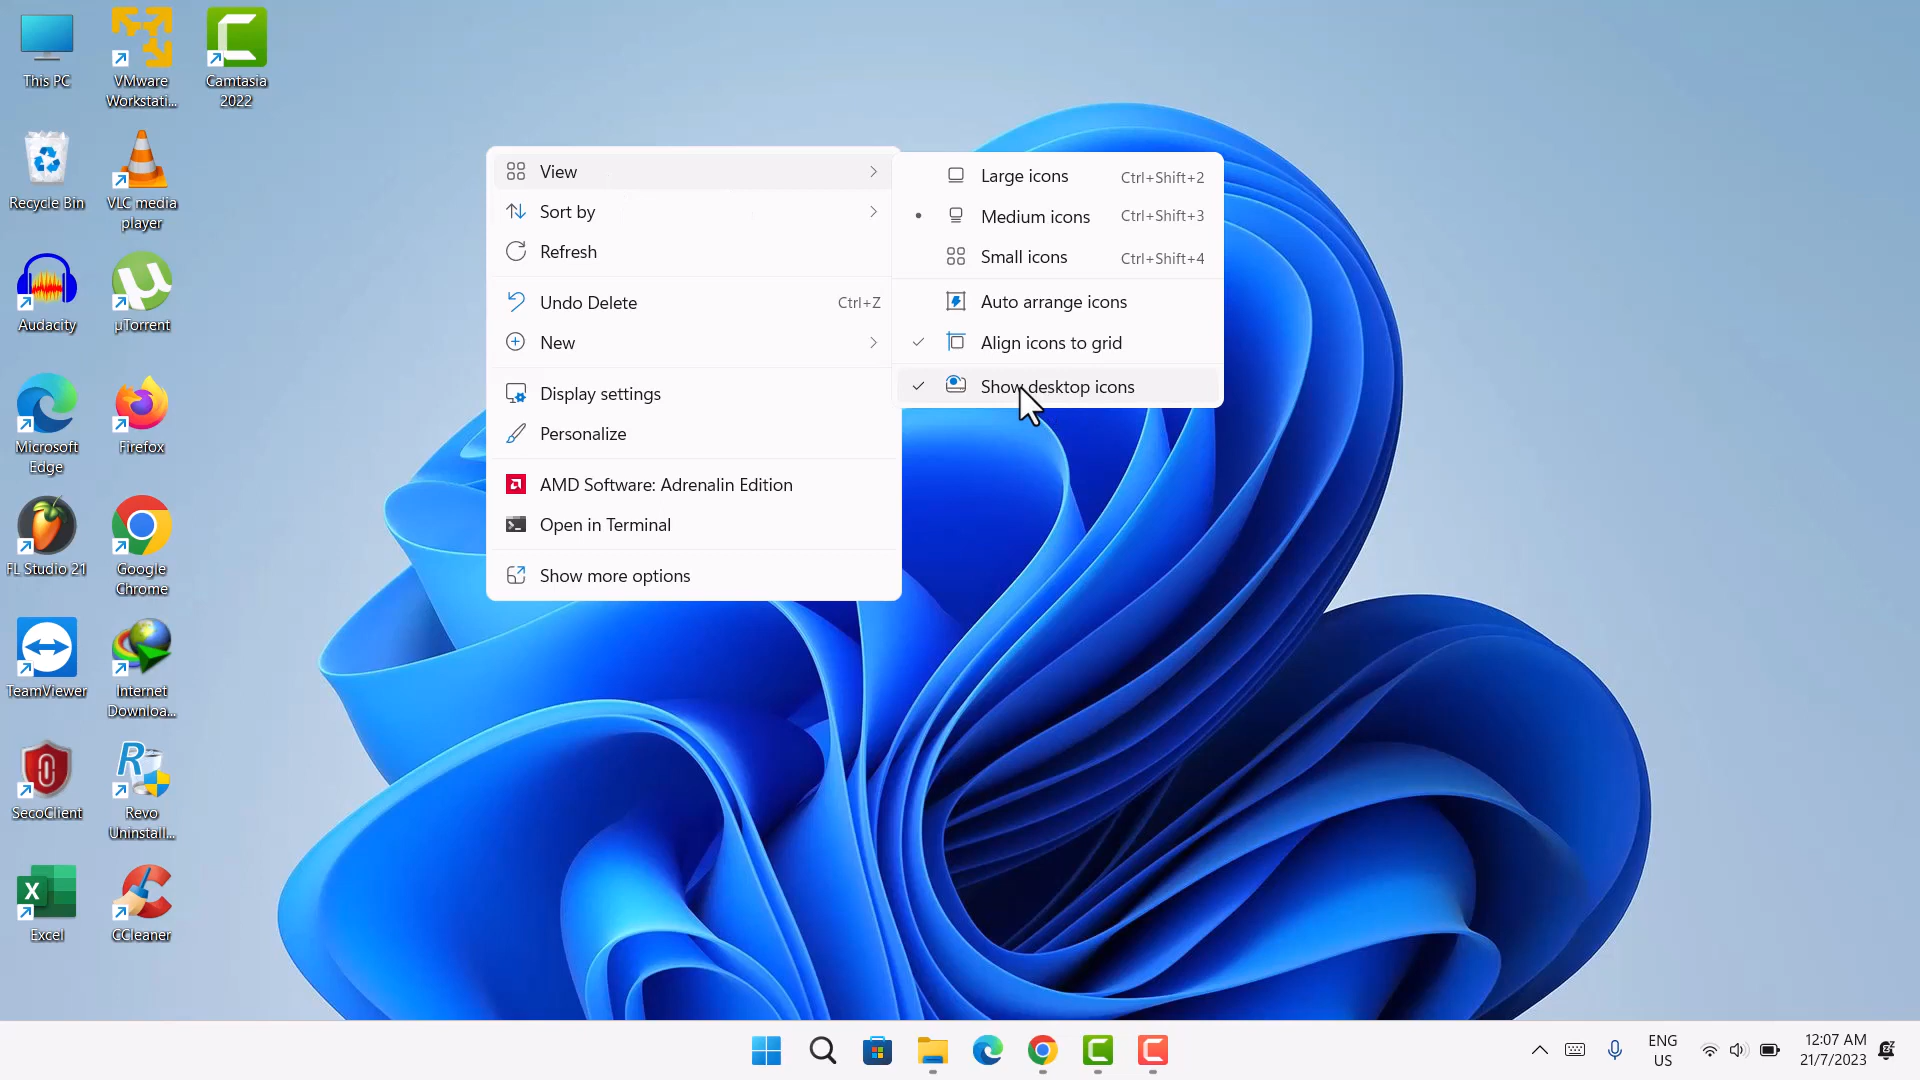 This PC
VMware
Workstati...
Camtasia
2022
Recycle Bin
VLC media
player
Audacity
µTorrent
Microsoft
Edge
Firefox
FL Studio 21
Google
Chrome
TeamViewer
Internet
Downloa...
SecoClient
Revo
Uninstall...
Excel
CCleaner
View
Sort by
Refresh
Undo Delete Ctrl+Z
New
Display settings
Personalize
AMD Software: Adrenalin Edition
Open in Terminal
Show more options
Large icons Ctrl+Shift+2
Medium icons Ctrl+Shift+3
Small icons Ctrl+Shift+4
Auto arrange icons
Align icons to grid
Show desktop icons
ENG
US
12:07 AM
21/7/2023